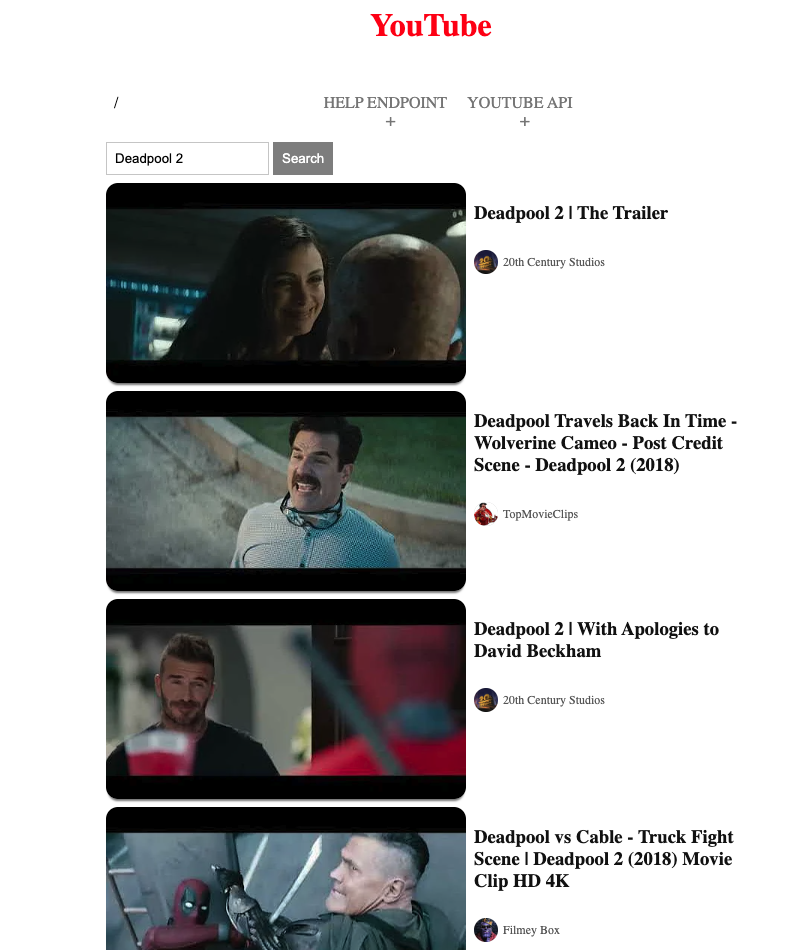 YouTube
/
HELP ENDPOINT
+
YOUTUBE API
+
Deadpool 2
Search
Deadpool 2 | The Trailer
20th Century Studios
Deadpool Travels Back In Time -
Wolverine Cameo - Post Credit
Scene - Deadpool 2 (2018)
TopMovieClips
Deadpool 2 | With Apologies to
David Beckham
20th Century Studios
Deadpool vs Cable - Truck Fight
Scene | Deadpool 2 (2018) Movie
Clip HD 4K
Filmey Box